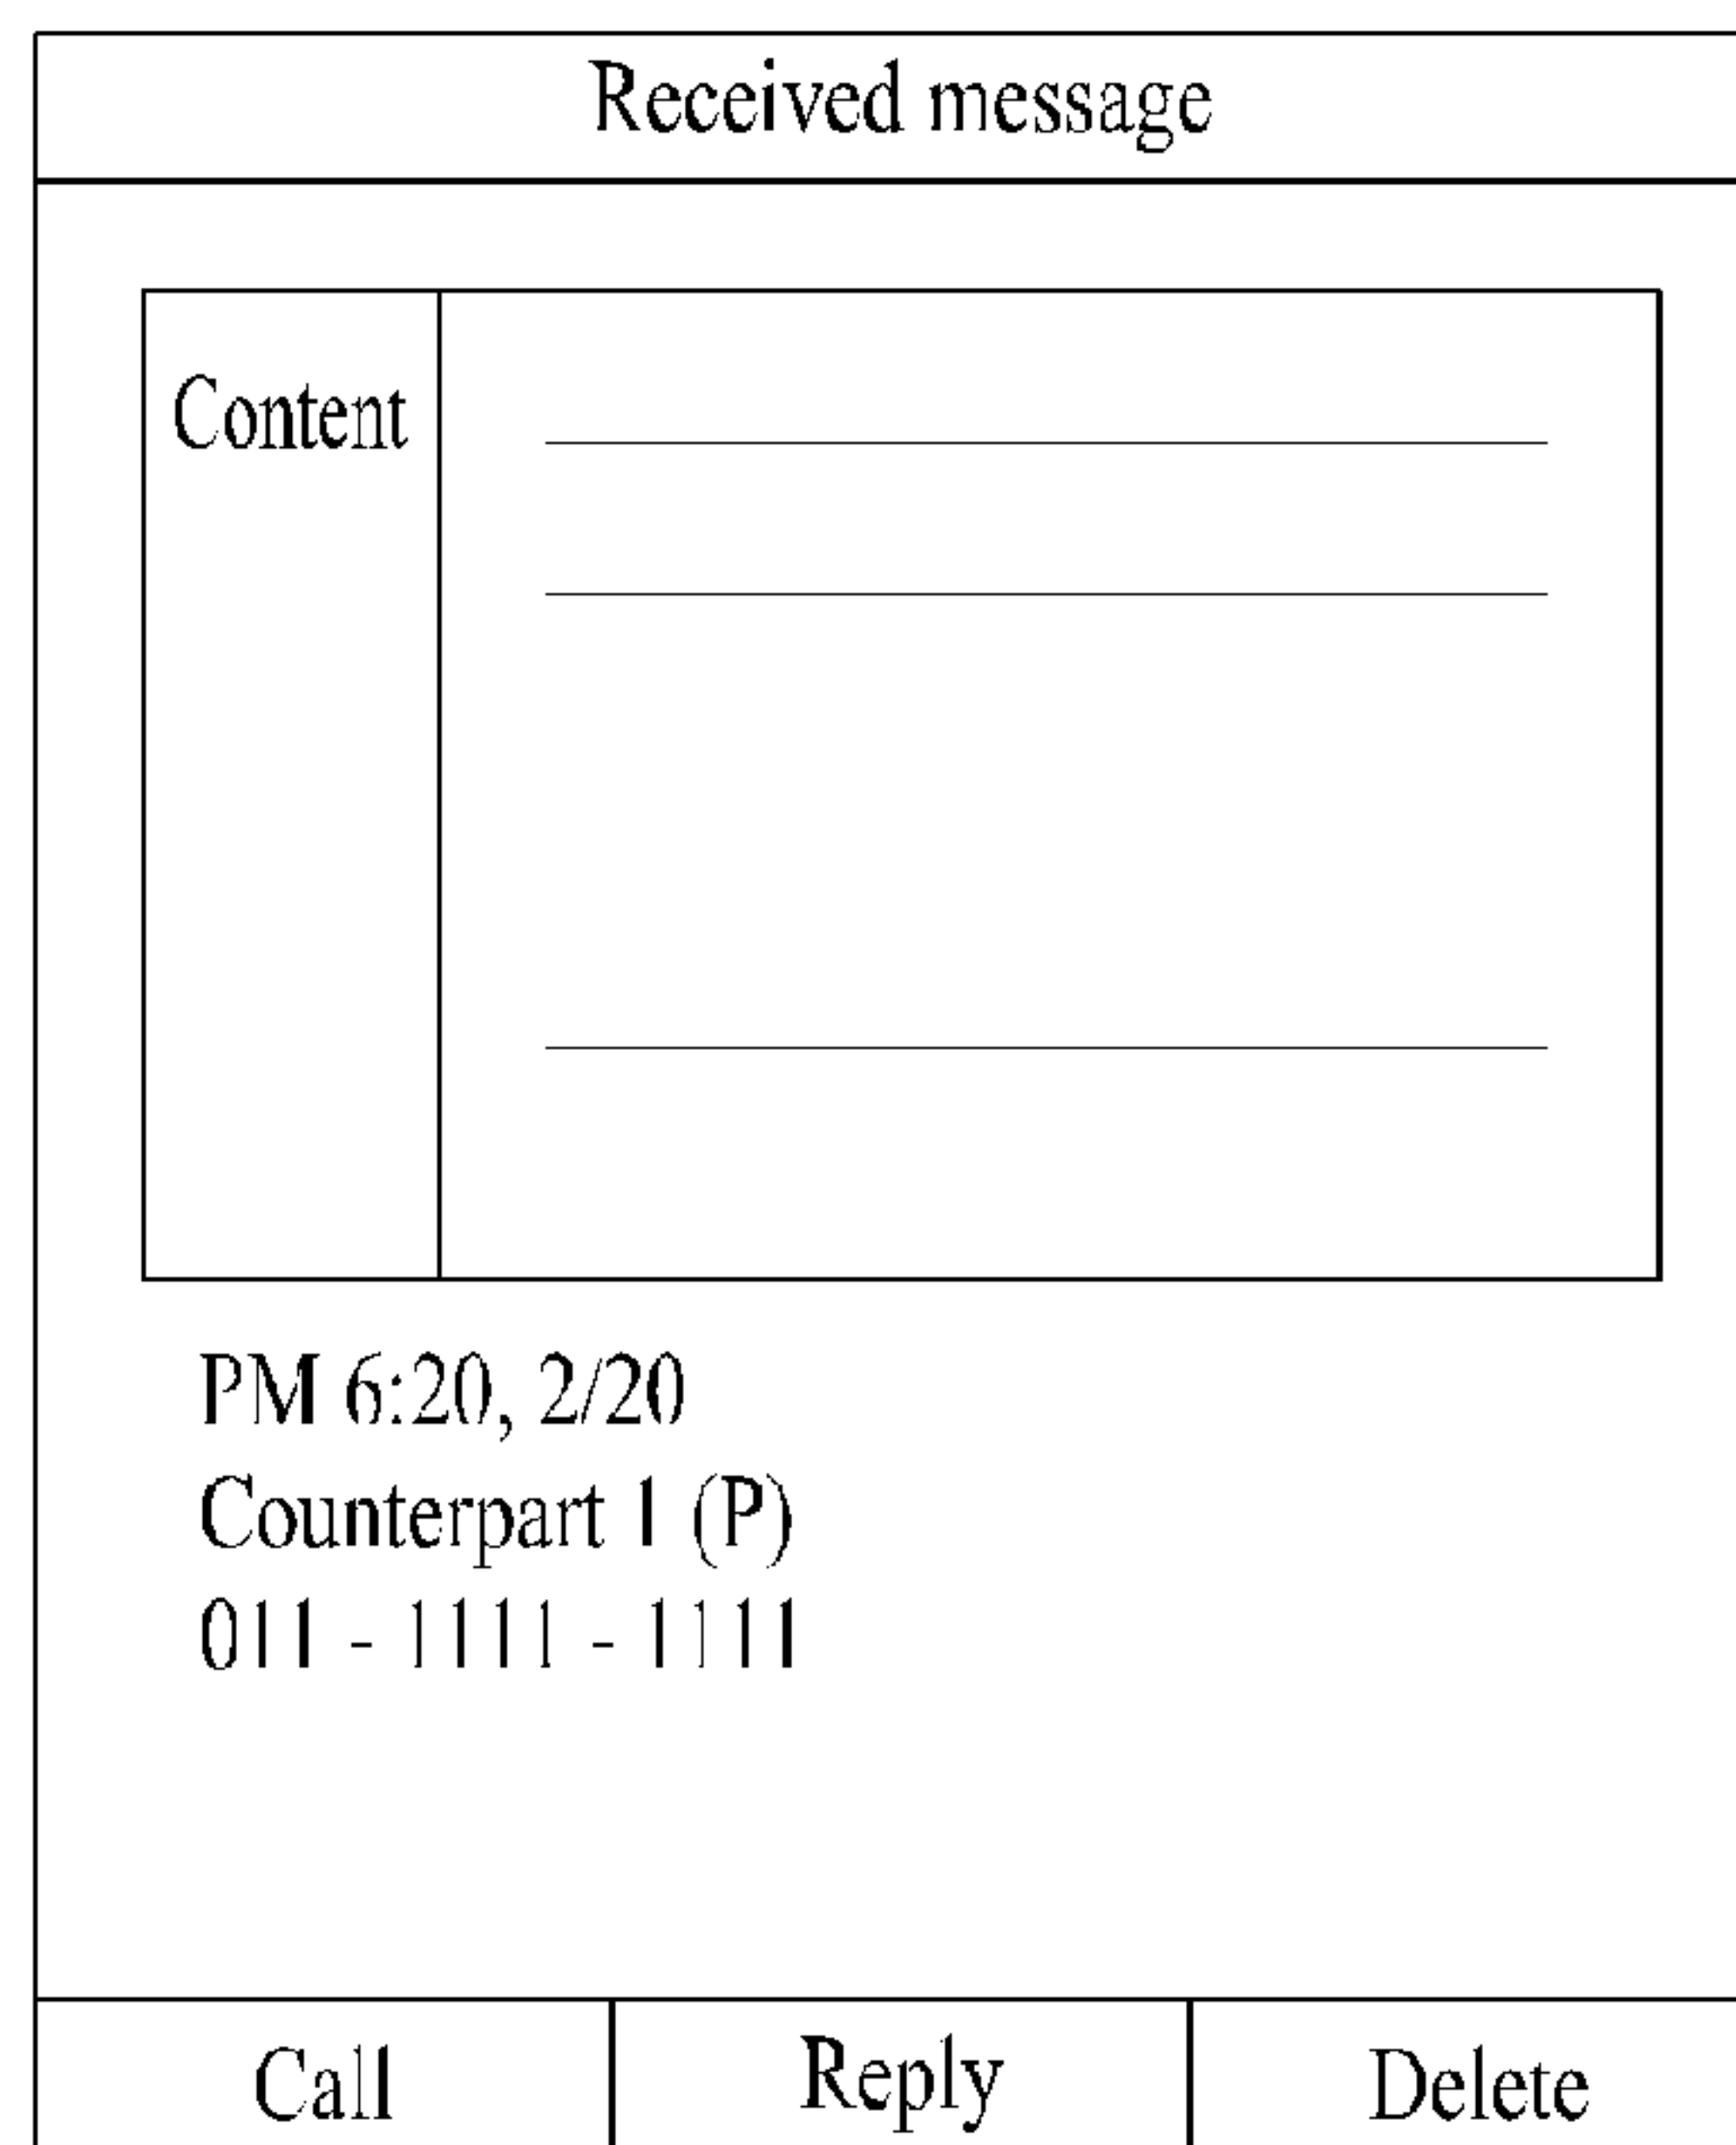 Received message
Content
PM 6:20, 2/20
Counterpart 1 (P)
011 - 1111 - 1111
Call Reply Delete